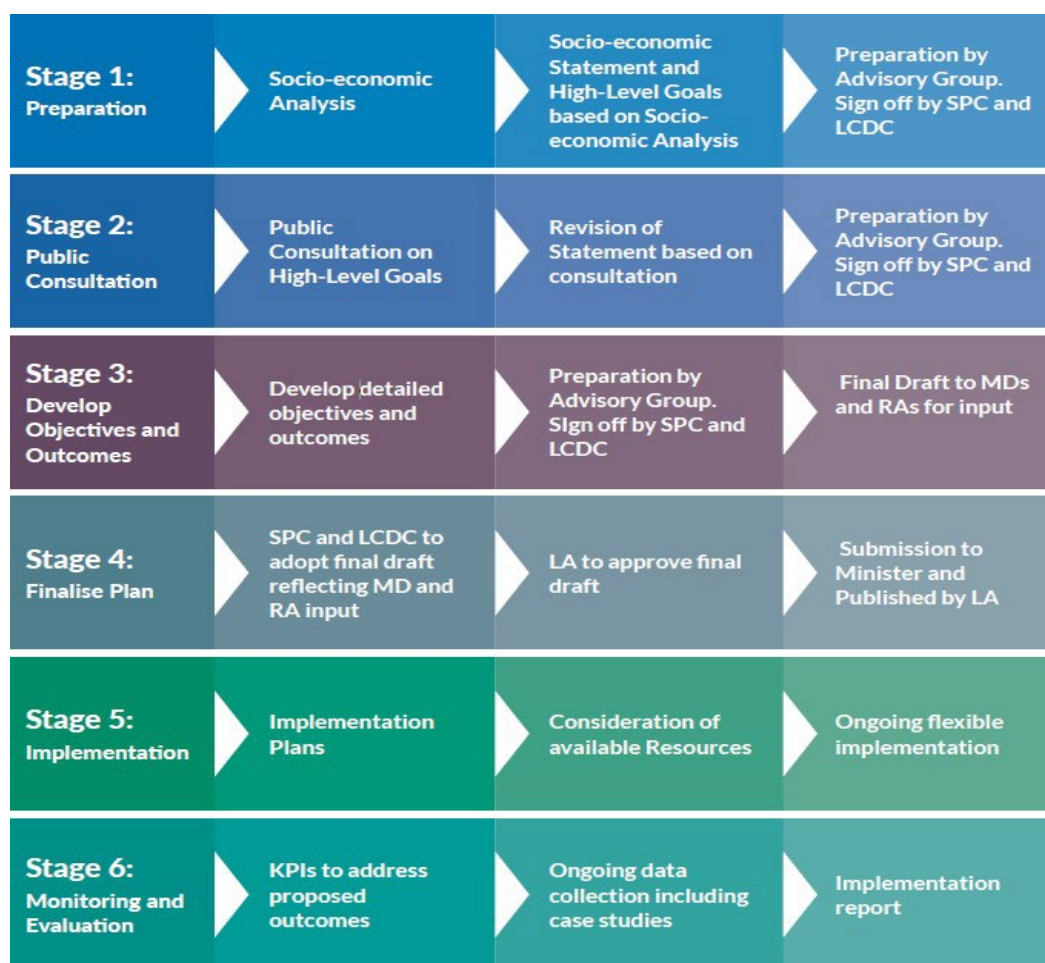 Stage 1:
Preparation
Socio-economic
Analysis
Socio-economic
Statement and
High-Level Goals
based on Socio-
economic Analysis
Preparation by
Advisory Group.
Sign off by SPC and
LCDC
Stage 2:
Public
Consultation
Public
Consultation on
High-Level Goals
Revision of
Statement based on
consultation
Preparation by
Advisory Group.
Sign off by SPC and
LCDC
Stage 3:
Develop
Objectives and
Outcomes
Develop detailed
objectives and
outcomes
Preparation by
Advisory Group.
SIgn off by SPC and
LCDC
Final Draft to MDs
and RAs for input
Stage 4:
Finalise Plan
SPC and LCDC to
adopt final draft
reflecting MD and
RA input
LA to approve final
draft
Submission to
Minister and
Published by LA
Stage 5:
Implementation
Implementation
Plans
Consideration of
available Resources
Ongoing flexible
implementation
Stage 6:
Monitoring and
Evaluation
KPIs to address
proposed
outcomes
Ongoing data
collection including
case studies
Implementation
report